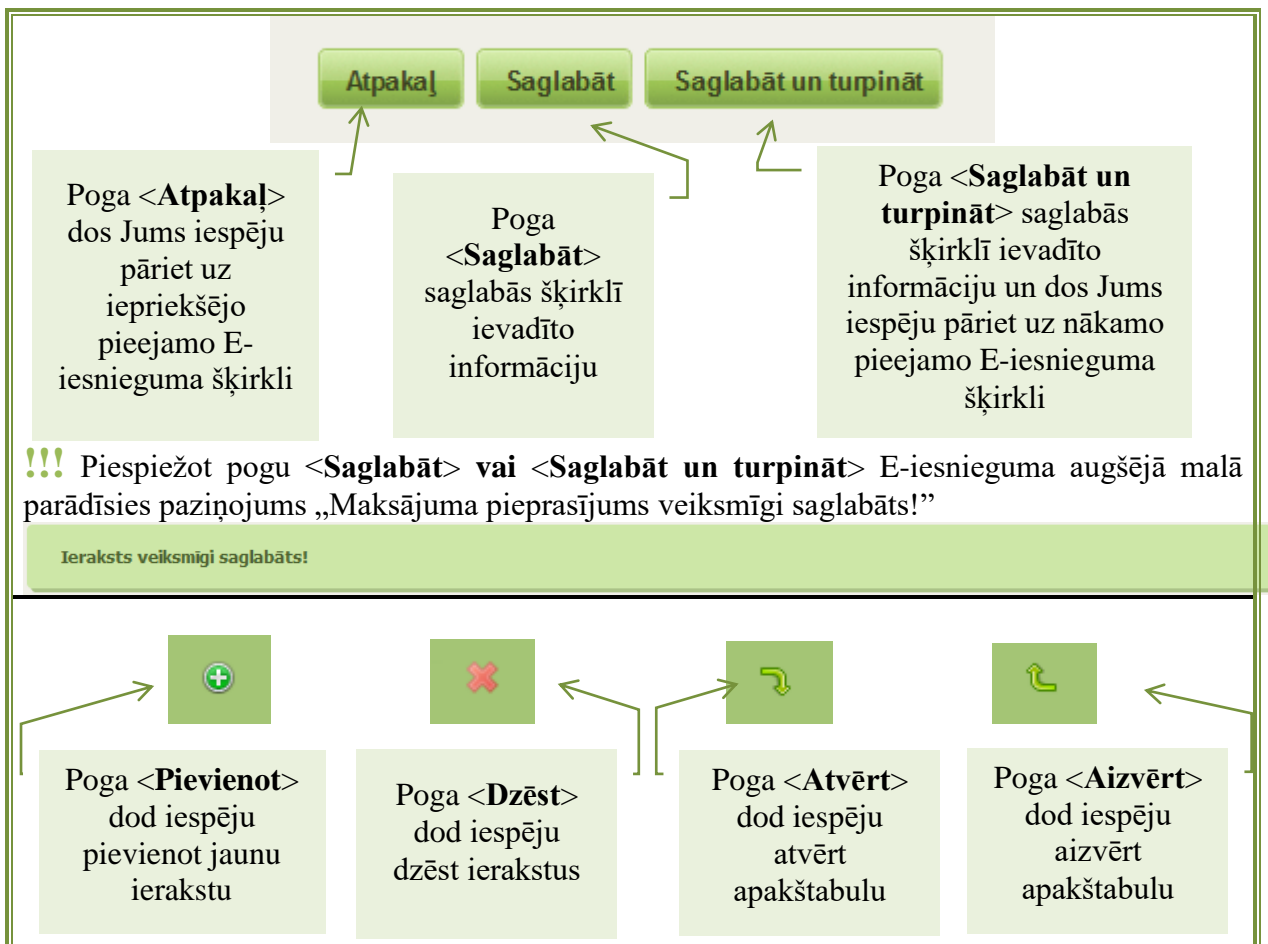 Atpakaļ Saglabāt Saglabāt un turpināt
Poga <Atpakaļ>
dos Jums iespēju
pāriet uz
iepriekšējo
pieejamo E-
iesnieguma šķirkli
Poga
<Saglabāt>
saglabās šķirklī
ievadīto
informāciju
Poga <Saglabāt un
turpināt> saglabās
šķirklī ievadīto
informāciju un dos Jums
iespēju pāriet uz nākamo
pieejamo E-iesnieguma
šķirkli
!!! Piespiežot pogu <Saglabāt> vai <Saglabāt un turpināt> E-iesnieguma augšējā malā
parādīsies paziņojums „Maksājuma pieprasījums veiksmīgi saglabāts!”
Ieraksts veiksmīgi saglabāts!
Poga <Pievienot>
dod iespēju
pievienot jaunu
ierakstu
Poga <Dzēst>
dod iespēju
dzēst ierakstus
Poga <Atvērt>
dod iespēju
atvērt
apakštabulu
Poga <Aizvērt>
dod iespēju
aizvērt
apakštabulu